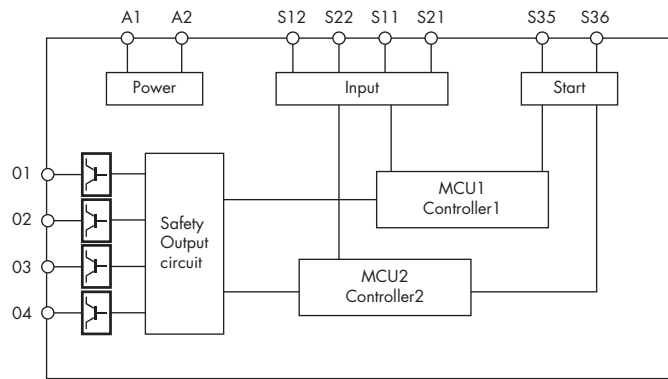 A1 A2 S12 S22 S11 S21 S35 S36
Power Input Start
01
02
03
04
Safety
Output
circuit
MCU1
Controller1
MCU2
Controller2